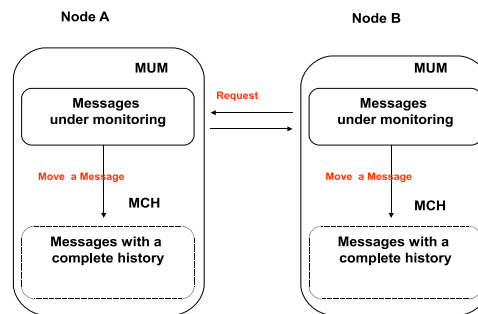 Node A
Node B
MUM
MUM
Messages
under monitoring
Request
Messages
under monitoring
Move a Message
Move a Message
MCH
MCH
Messages with a
complete history
Messages with a
complete history